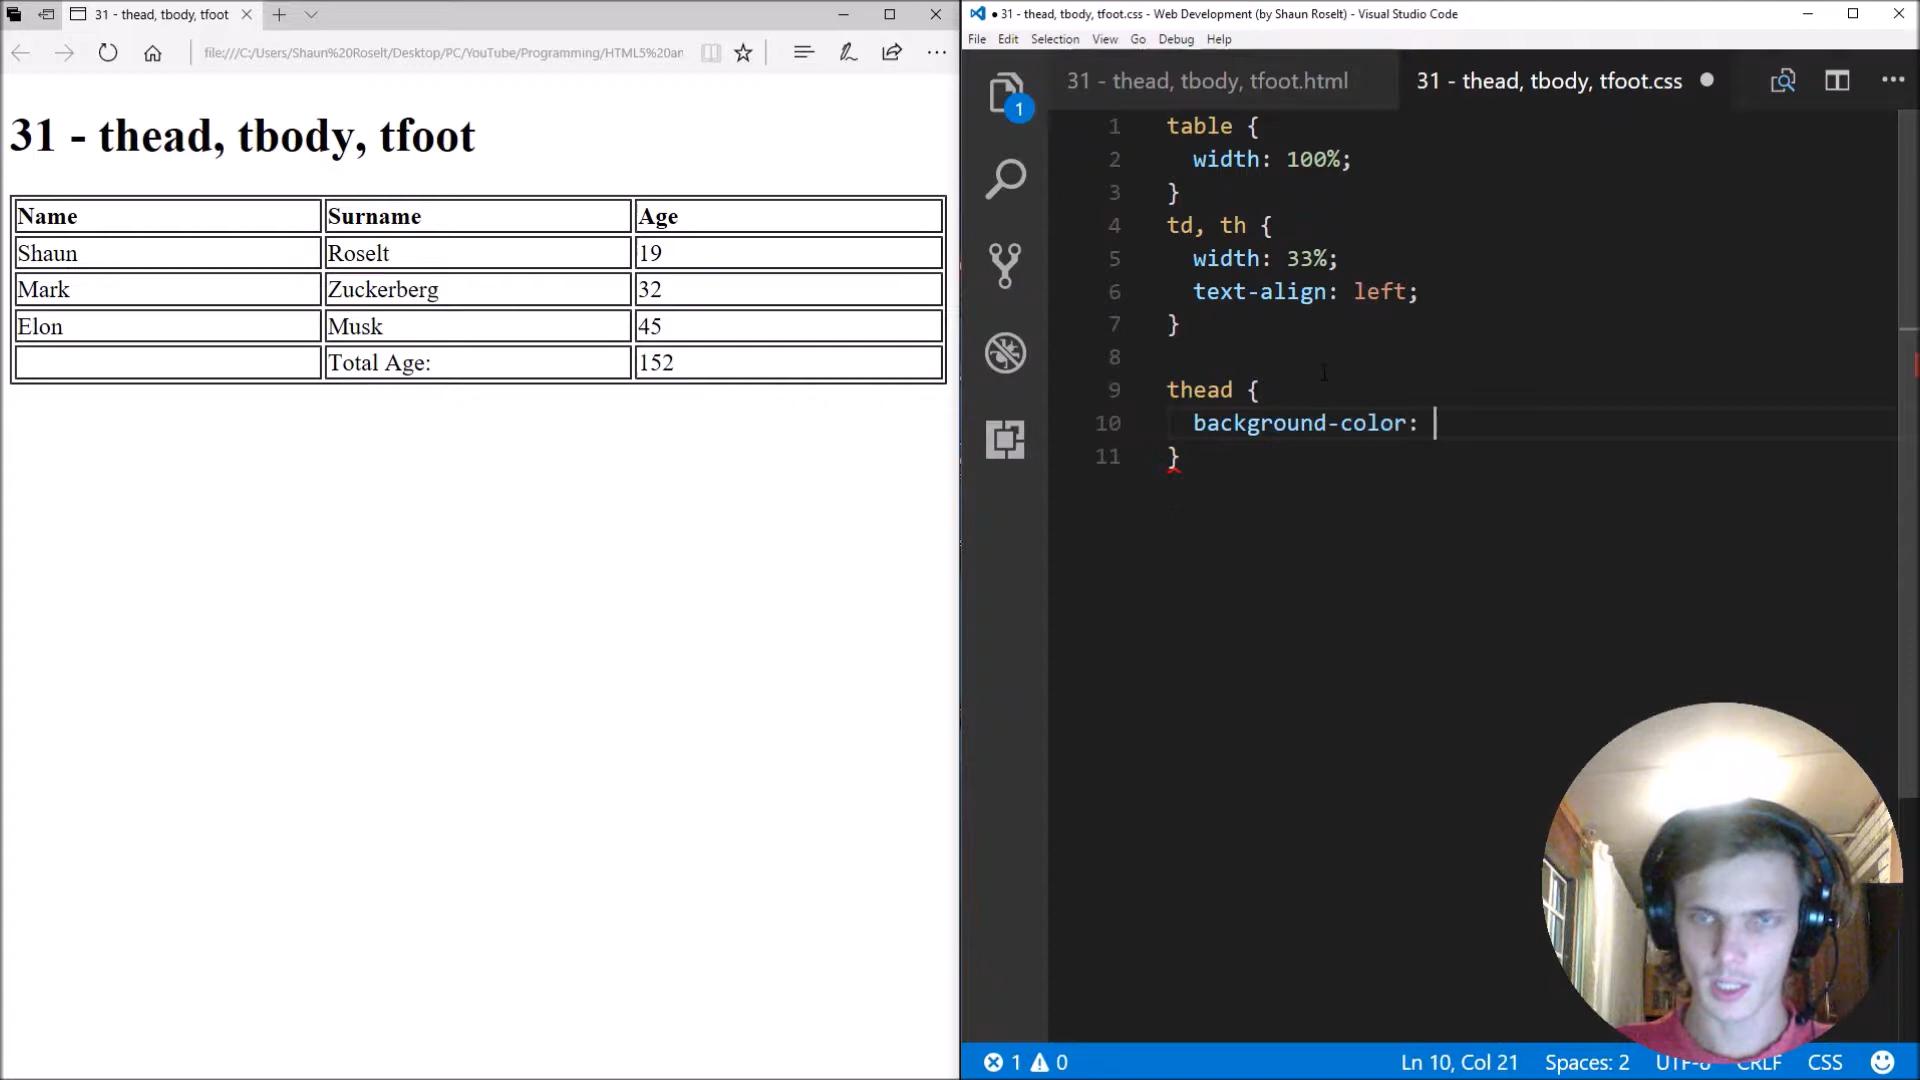 31 - thead, tbody, tfoot
file:///C:/Users/Shaun%20Roselt/Desktop/PC/YouTube/Programming/HTML5%20an
31 - thead, tbody, tfoot
Name Surname Age
Shaun Roselt 19
Mark Zuckerberg 32
Elon Musk 45
Total Age: 152
● 31 - thead, tbody, tfoot.css - Web Development (by Shaun Roselt) - Visual Studio Code
File Edit Selection View Go Debug Help
31 - thead, tbody, tfoot.html 31 - thead, tbody, tfoot.css
1
1 table {
2 width: 100%;
3 }
4 td, th {
5 width: 33%;
6 text-align: left;
7 }
8
9 thead {
10 background-color:
11 }
1 0 Ln 10, Col 21 Spaces: 2 UTF-8 CRLF CSS